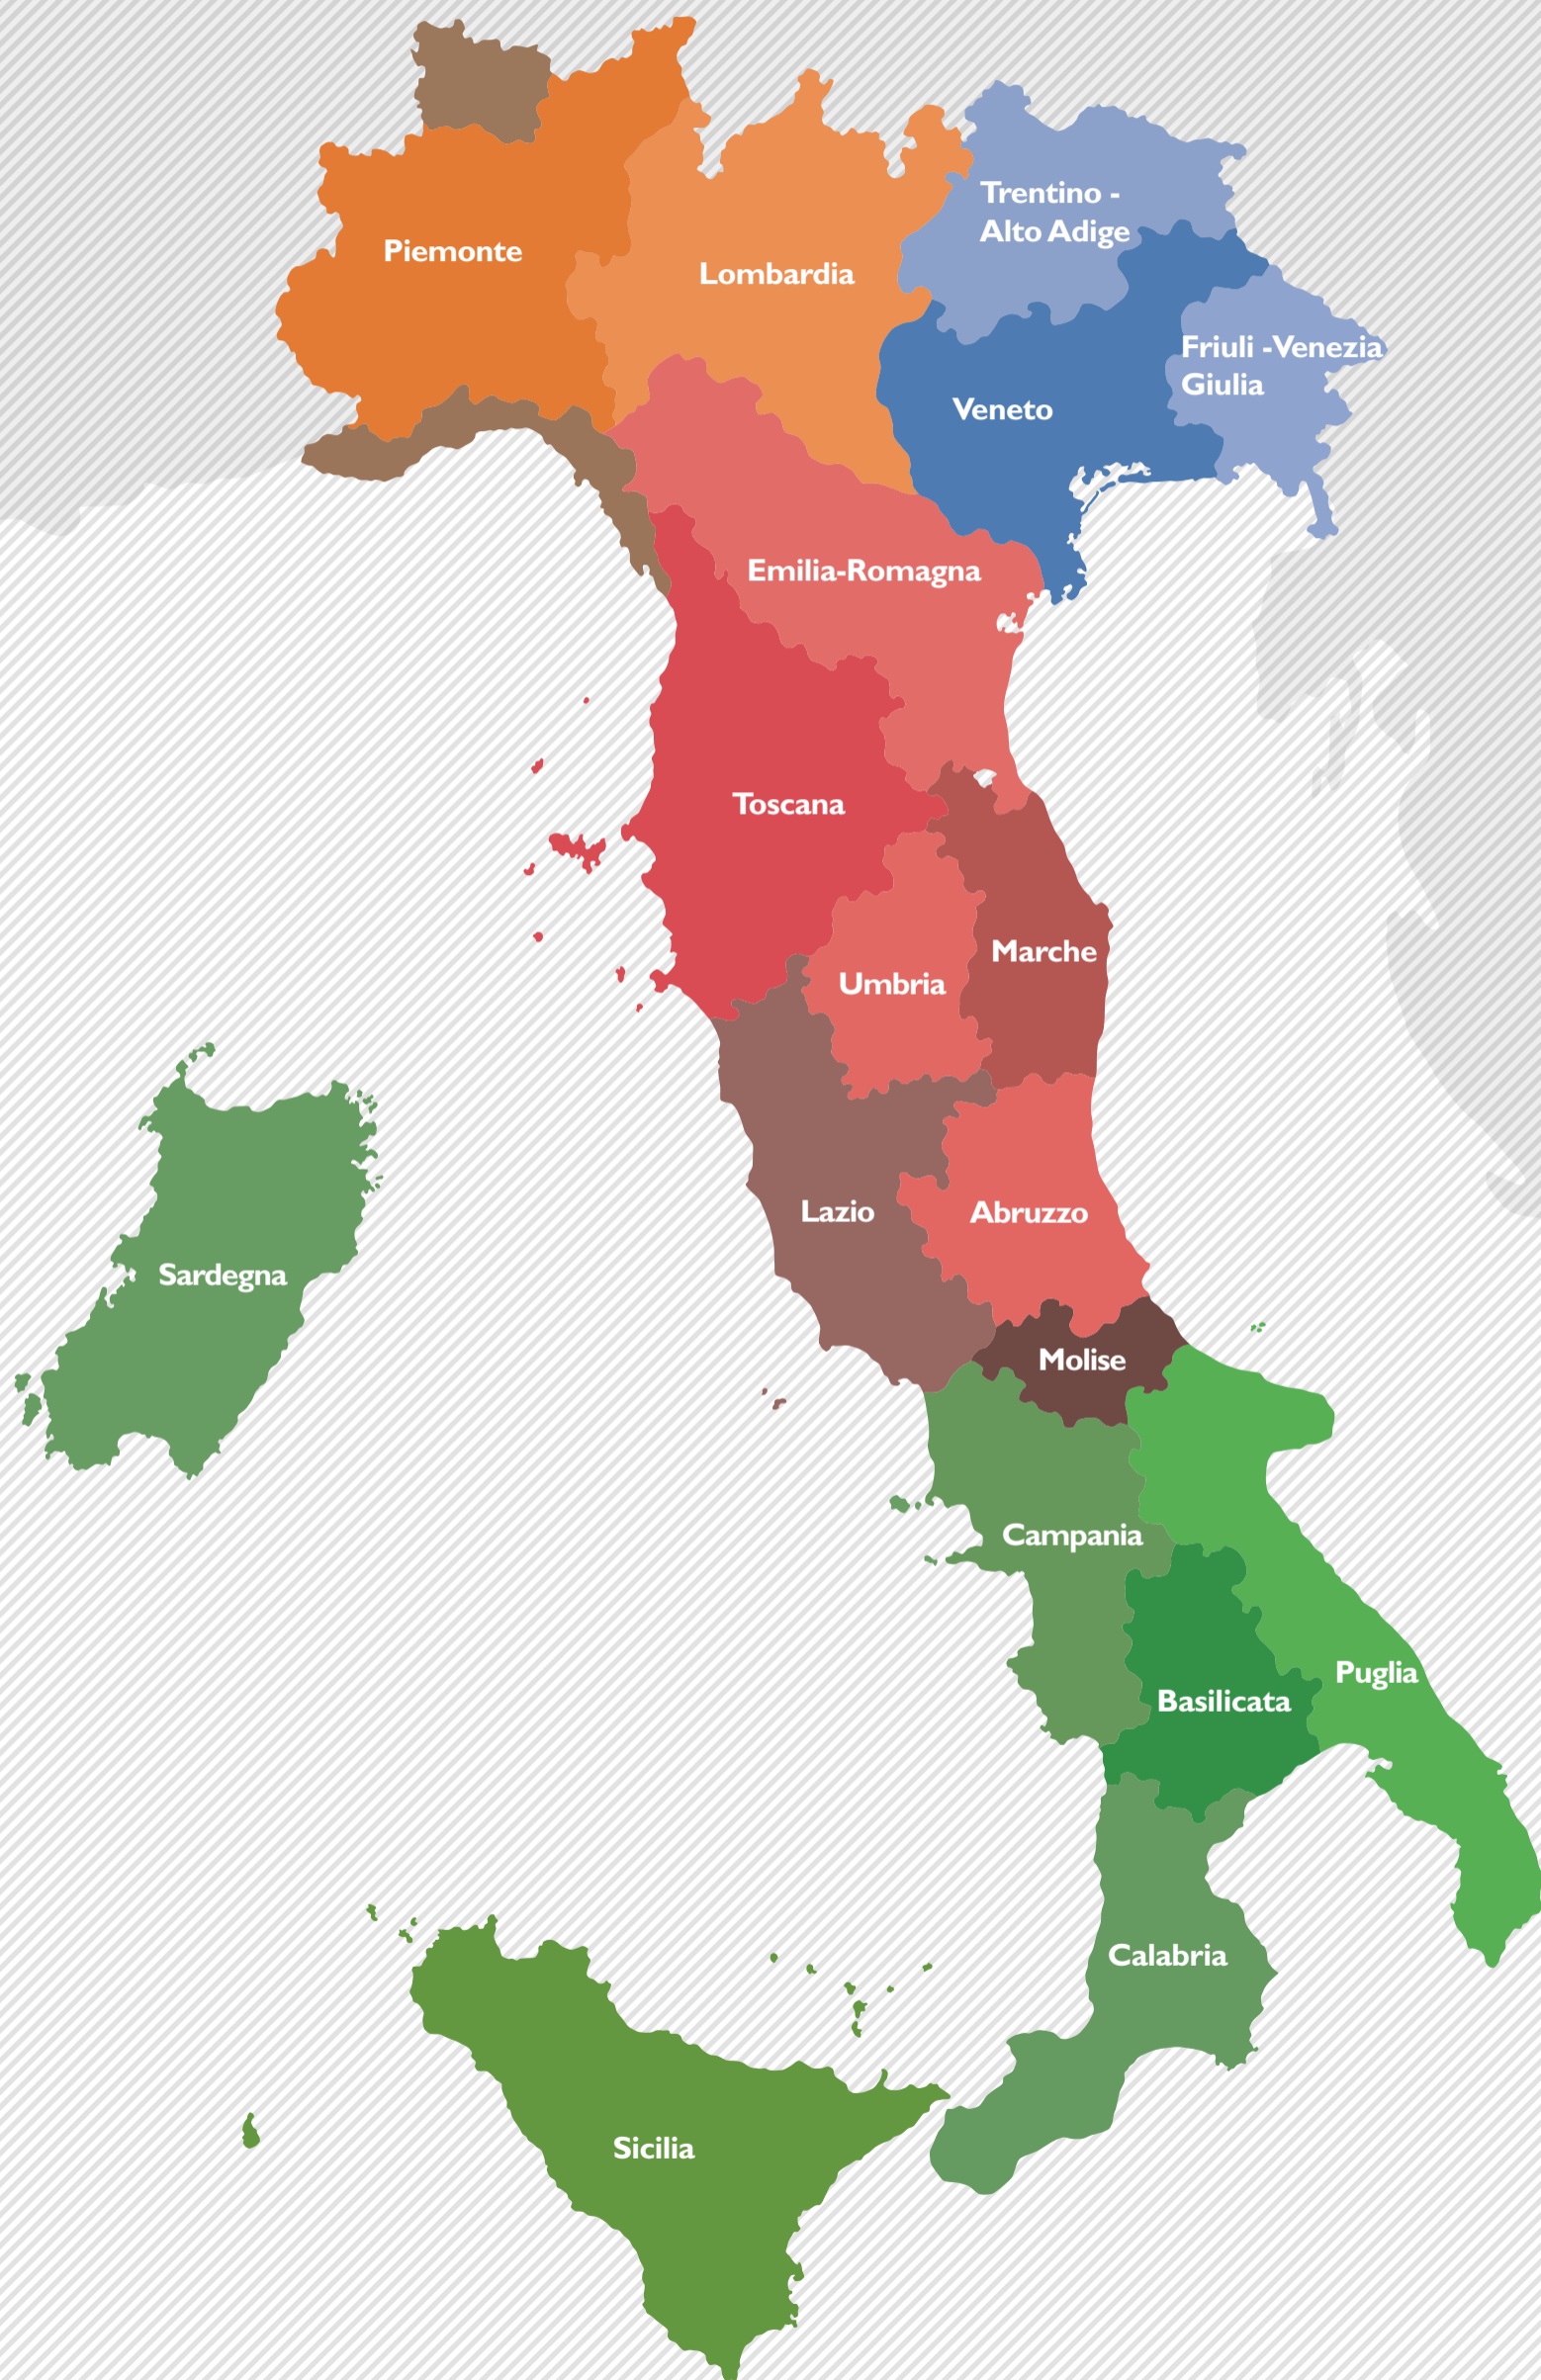 Trentino -
Alto Adige
Piemonte
Lombardia
Friuli -Venezia
Giulia
Veneto
Emilia-Romagna
Toscana
Marche
Umbria
Lazio
Abruzzo
Sardegna
Molise
Campania
Puglia
Basilicata
Calabria
Sicilia